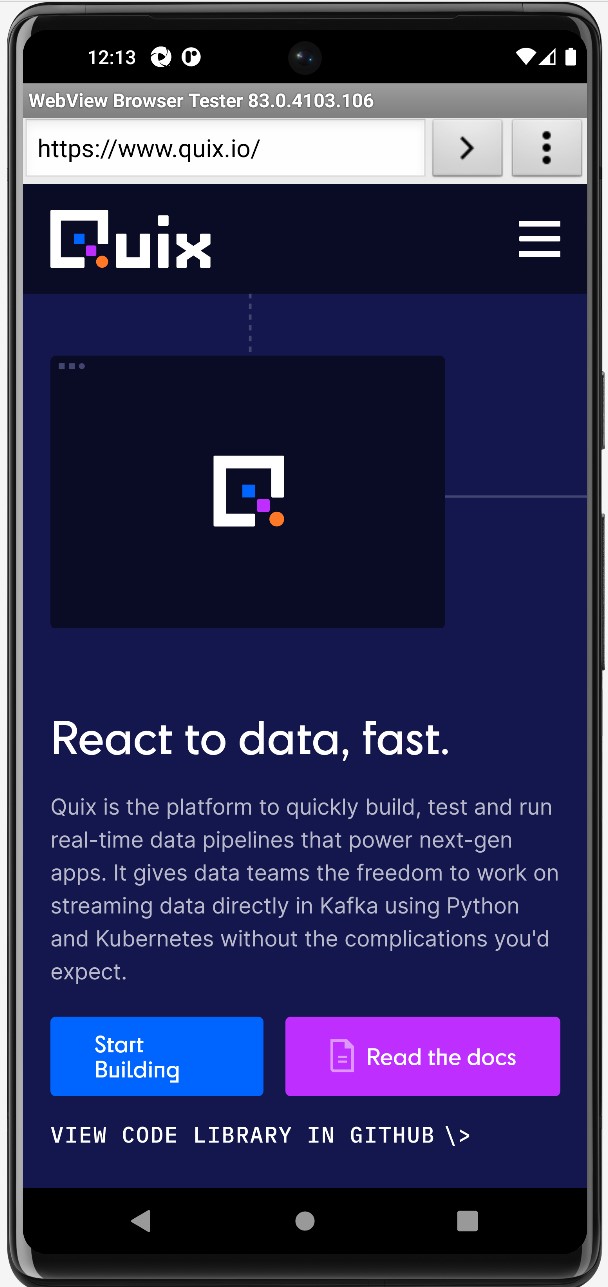 12:13
WebView Browser Tester 83.0.4103.106
https://www.quix.io/
Quix
React to data, fast.
Quix is the platform to quickly build, test and run
real-time data pipelines that power next-gen
apps. It gives data teams the freedom to work on
streaming data directly in Kafka using Python
and Kubernetes without the complications you'd
expect.
Start
Building
Read the docs
VIEW CODE LIBRARY IN GITHUB \>